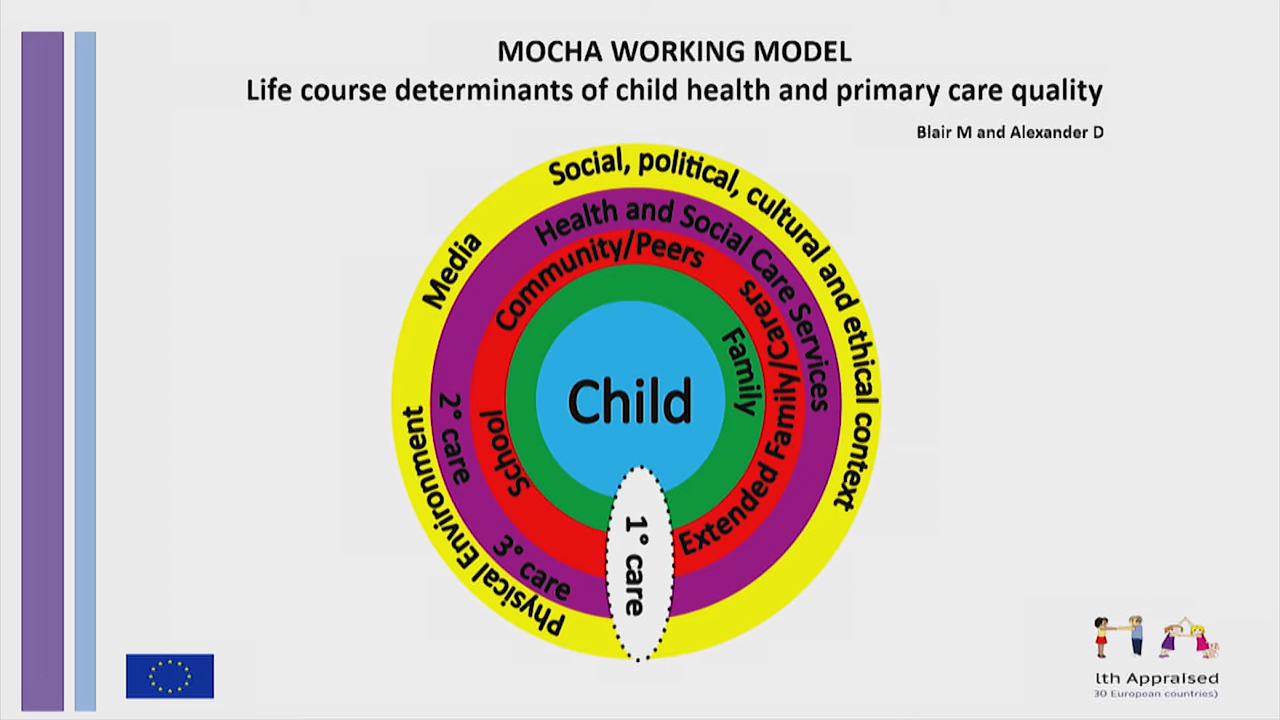 MOCHA WORKING MODEL
Life course determinants of child health and primary care quality
Blair M and Alexander D
Social, political, cultural and ethical context
Media
Physical Environment
Health and Social Care Services
2° care
3° care
Community/Peers
School
Extended Family/Carers
Family
Child
1° care
lth Appraised
30 European countries)